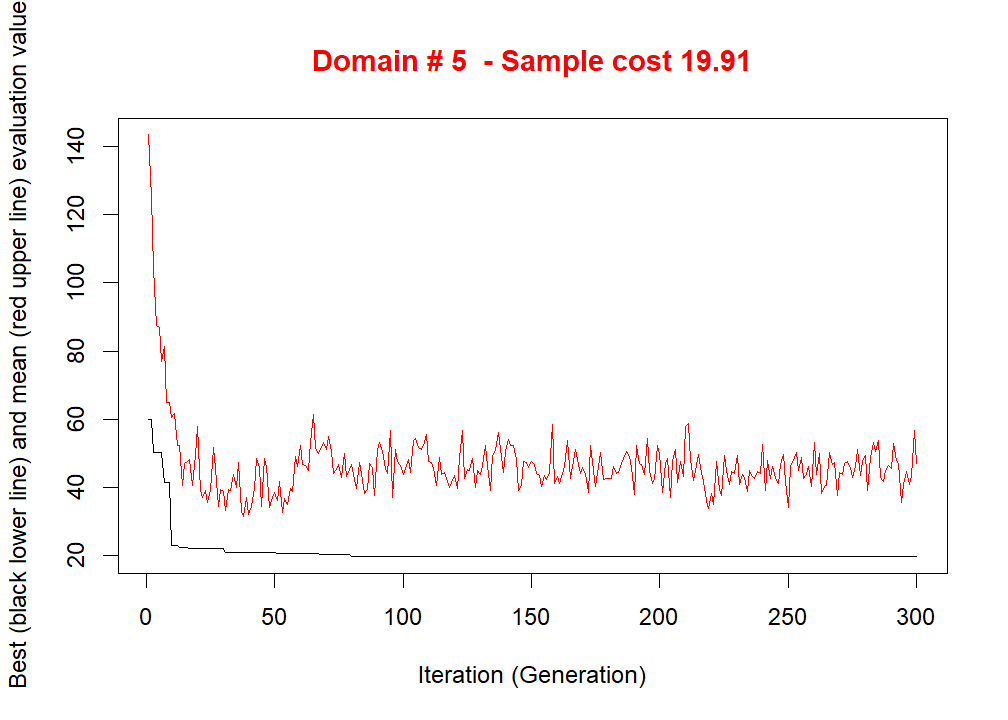 Domain # 5  - Sample cost 19.91
Best (black lower line) and mean (red upper line) evaluation value
140
120
100
80
60
40
20
0 50 100 150 200 250 300
Iteration (Generation)